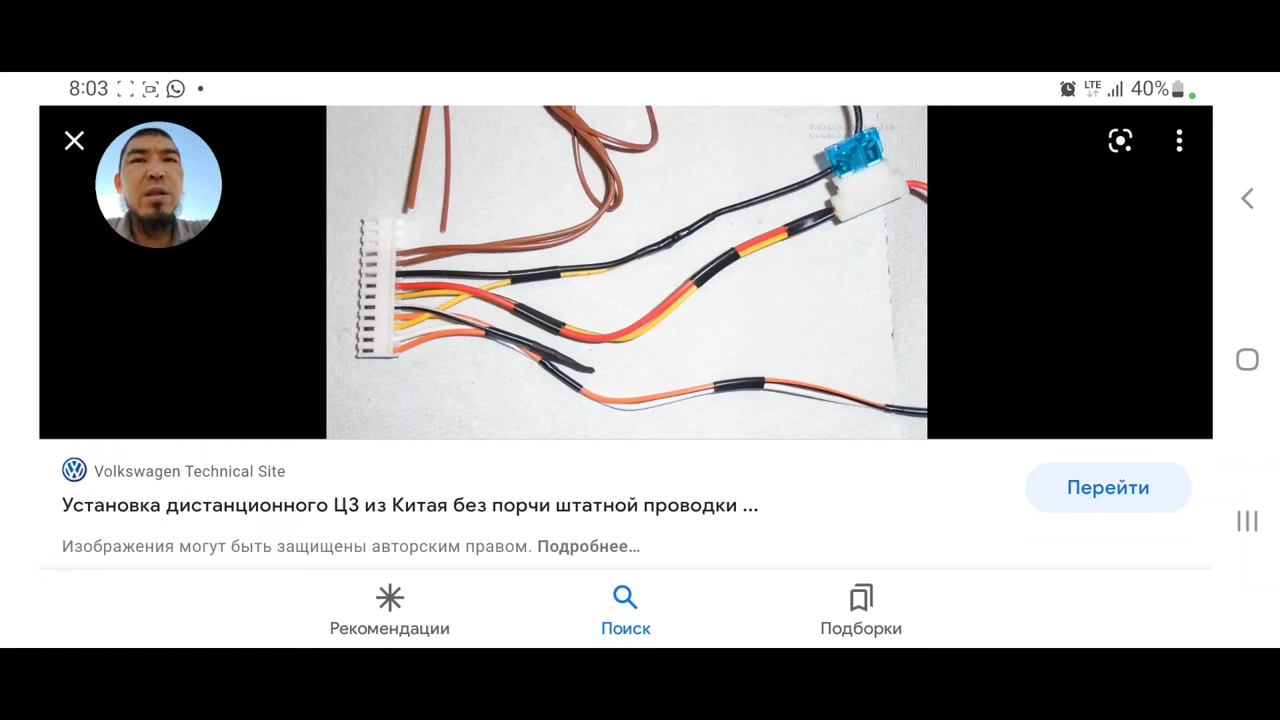 8:03
LTE
40%
Volkswagen Technical Site
Установка дистанционного ЦЗ из Китая без порчи штатной проводки ...
Перейти
Изображения могут быть защищены авторским правом. Подробнее...
Рекомендации
Поиск
Подборки